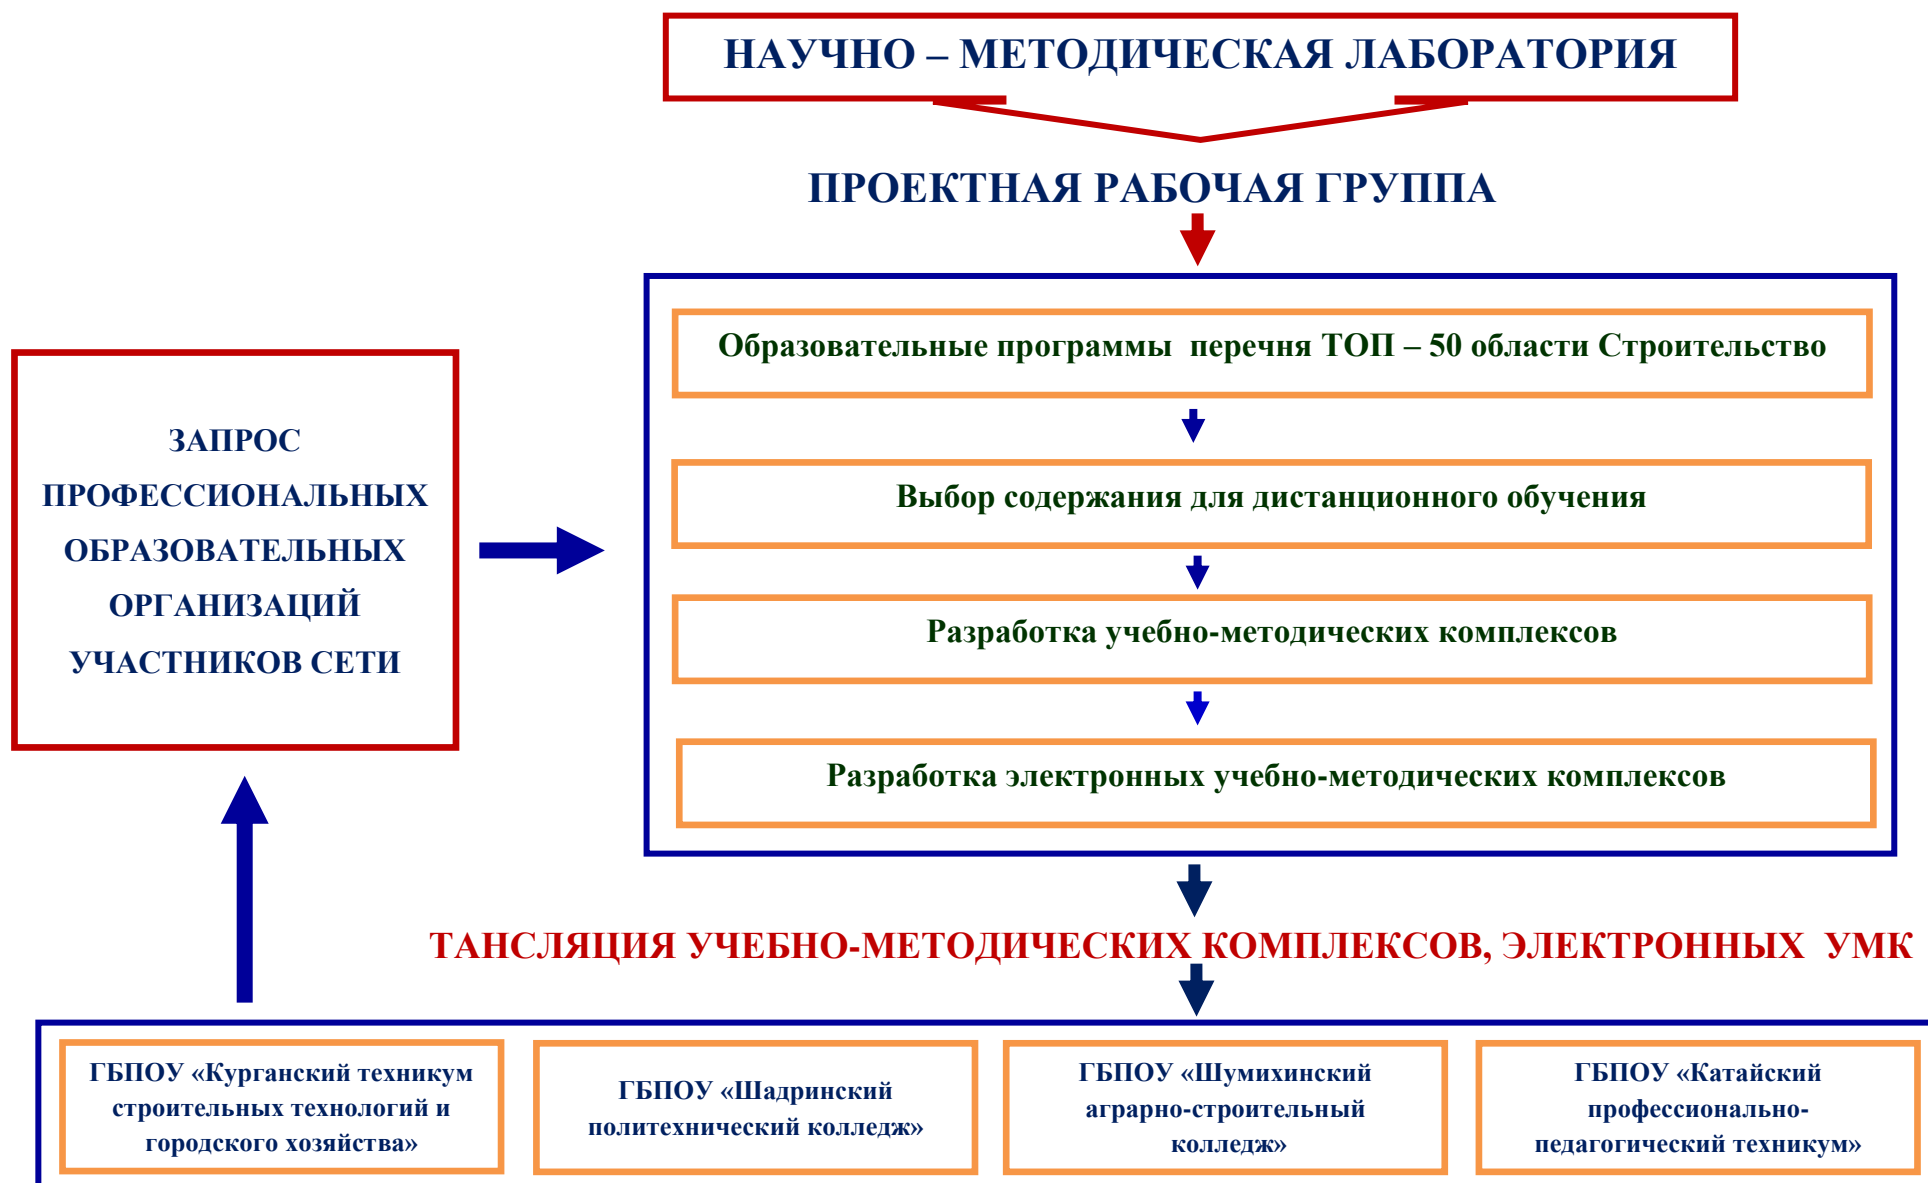 НАУЧНО – МЕТОДИЧЕСКАЯ ЛАБОРАТОРИЯ
ПРОЕКТНАЯ РАБОЧАЯ ГРУППА
ЗАПРОС
ПРОФЕССИОНАЛЬНЫХ
ОБРАЗОВАТЕЛЬНЫХ
ОРГАНИЗАЦИЙ
УЧАСТНИКОВ СЕТИ
Образовательные программы перечня ТОП – 50 области Строительство
Выбор содержания для дистанционного обучения
Разработка учебно-методических комплексов
Разработка электронных учебно-методических комплексов
ТАНСЛЯЦИЯ УЧЕБНО-МЕТОДИЧЕСКИХ КОМПЛЕКСОВ, ЭЛЕКТРОННЫХ УМК
ГБПОУ «Курганский техникум
строительных технологий и
городского хозяйства»
ГБПОУ «Шадринский
политехнический колледж»
ГБПОУ «Шумихинский
аграрно-строительный
колледж»
ГБПОУ «Катайский
профессионально-
педагогический техникум»